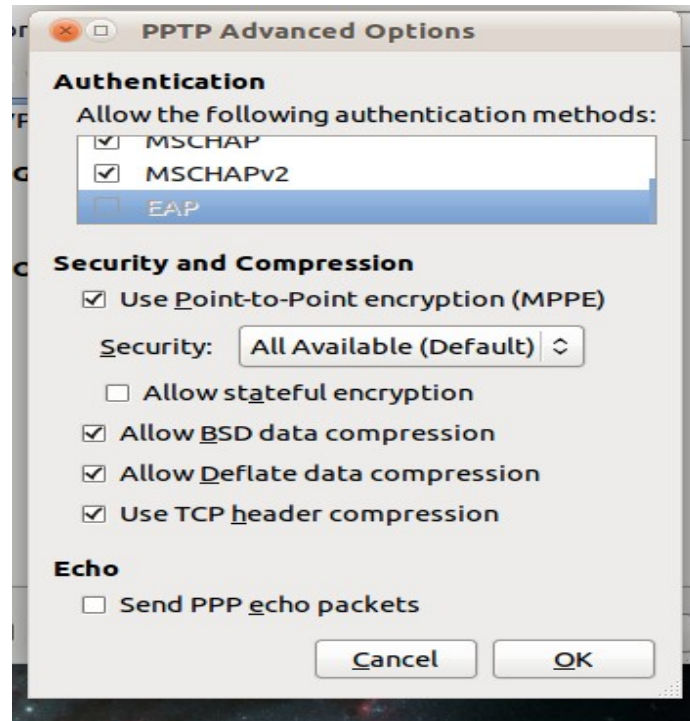 PPTP Advanced Options
Authentication
Allow the following authentication methods:
MSCHAP
MSCHAPv2
EAP
Security and Compression
Use Point-to-Point encryption (MPPE)
Security: All Available (Default)
Allow stateful encryption
Allow BSD data compression
Allow Deflate data compression
Use TCP header compression
Echo
Send PPP echo packets
Cancel OK